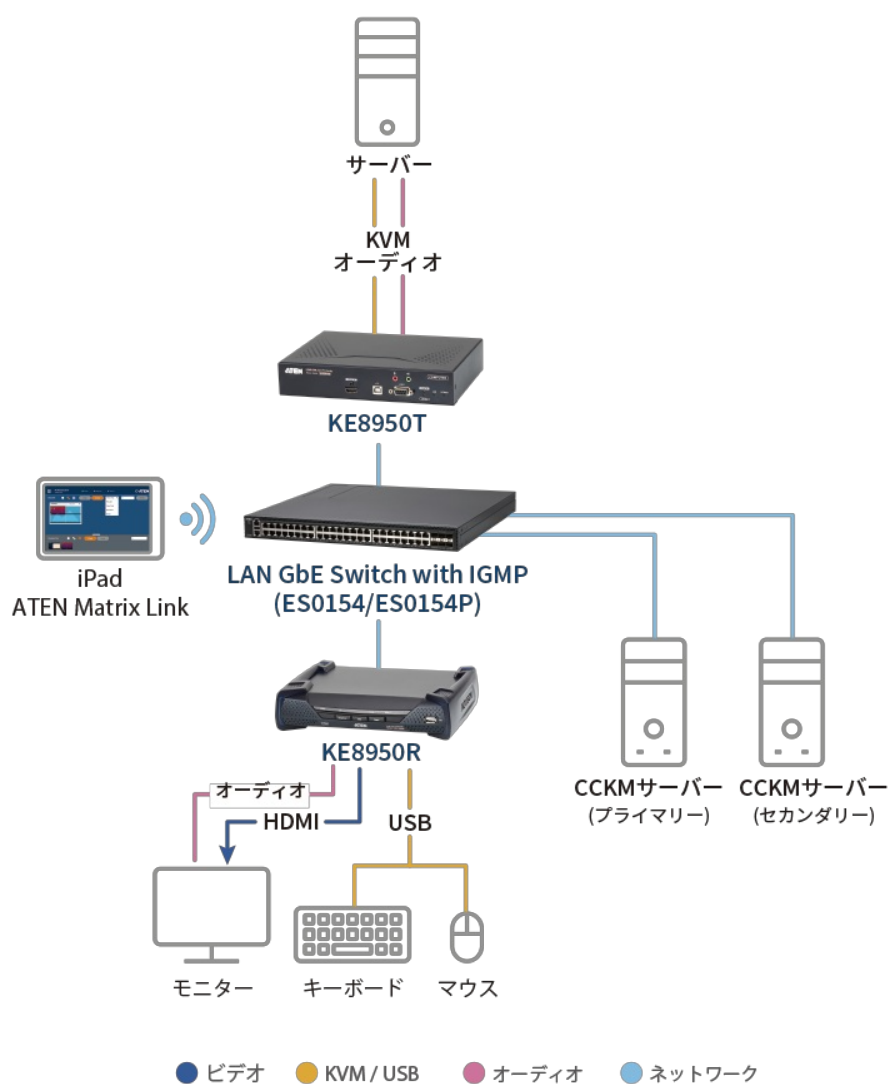 サーバー
KVM
オーディオ
ATEN
KE8950T
iPad
ATEN Matrix Link
LAN GbE Switch with IGMP
(ES0154/ES0154P)
KE8950R
CCKMサーバー
(プライマリー)
CCKMサーバー
(セカンダリー)
オーディオ
HDMI
USB
モニター
キーボード
マウス
ビデオ
KVM / USB
オーディオ
ネットワーク